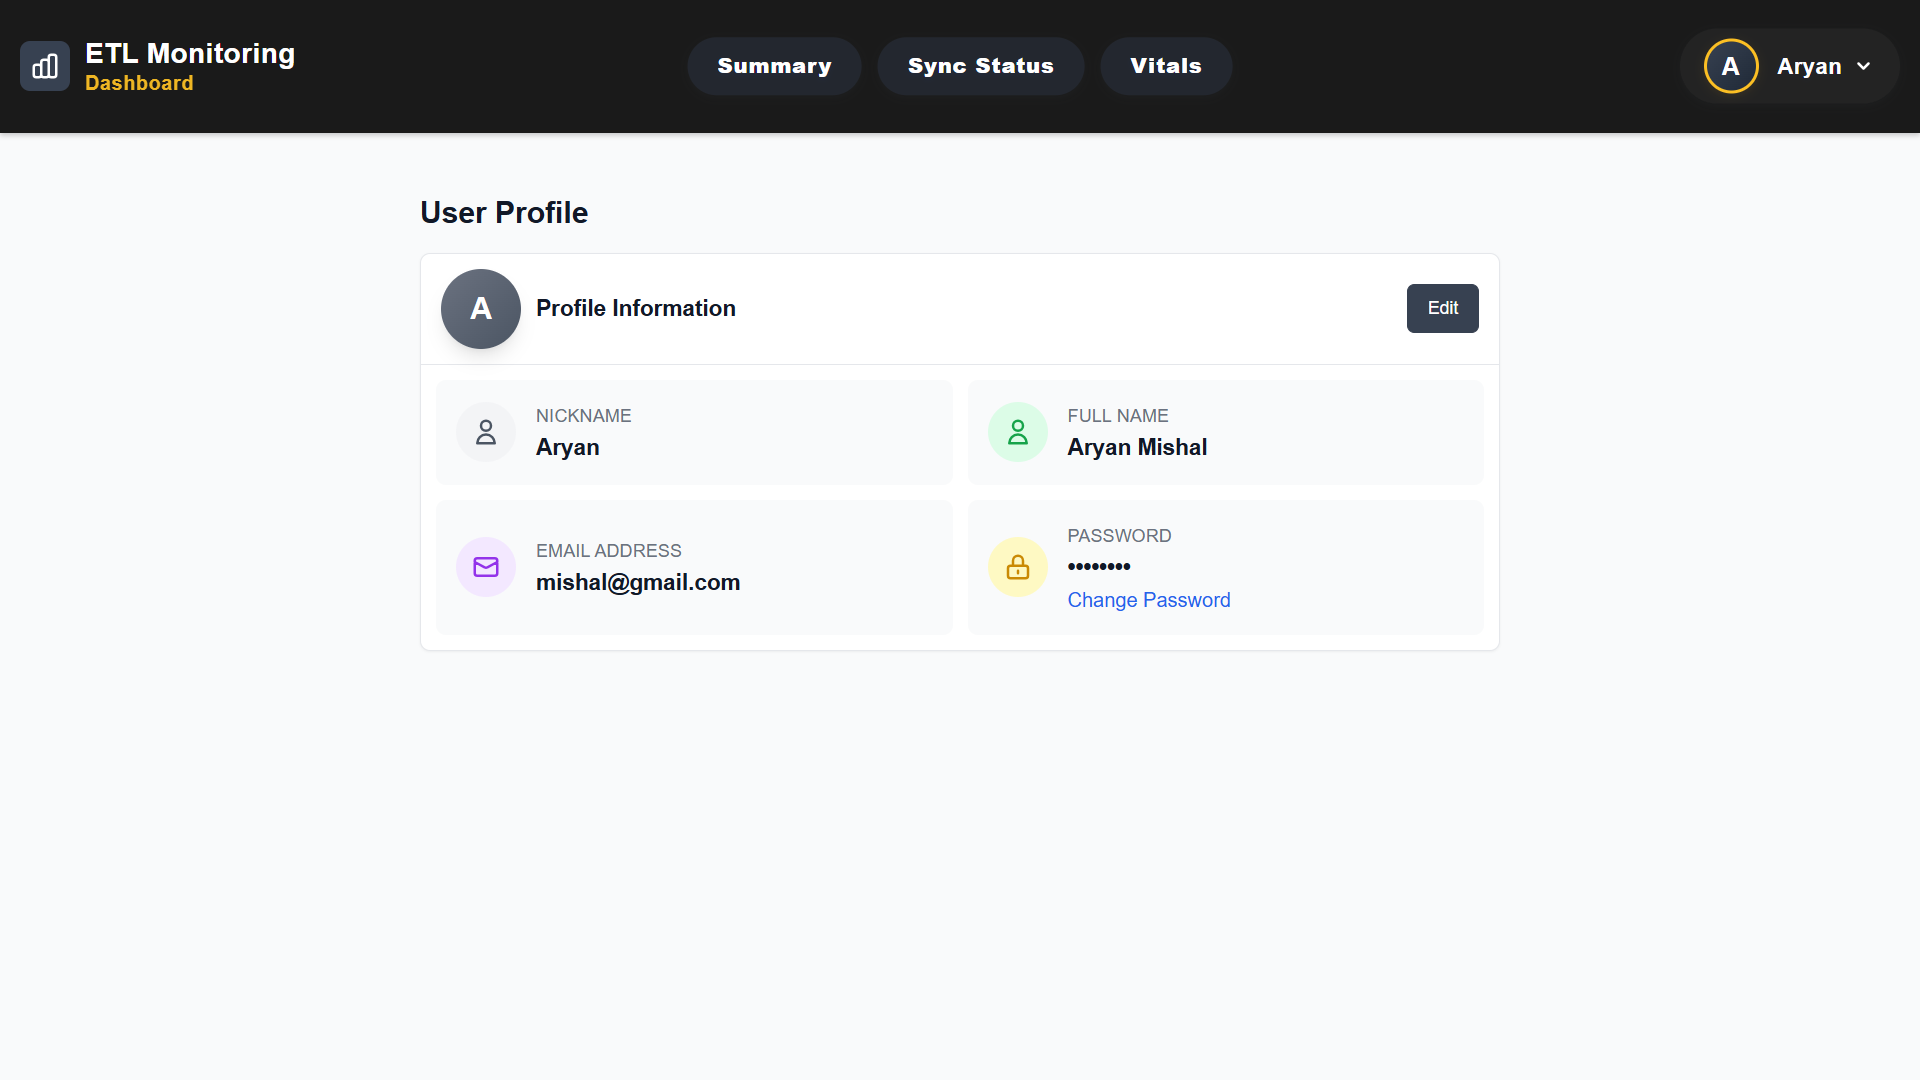 ETL Monitoring
Dashboard
Summary
Sync Status
Vitals
A
Aryan
User Profile
A
Profile Information
Edit
NICKNAME
Aryan
FULL NAME
Aryan Mishal
EMAIL ADDRESS
mishal@gmail.com
PASSWORD
••••••••
Change Password